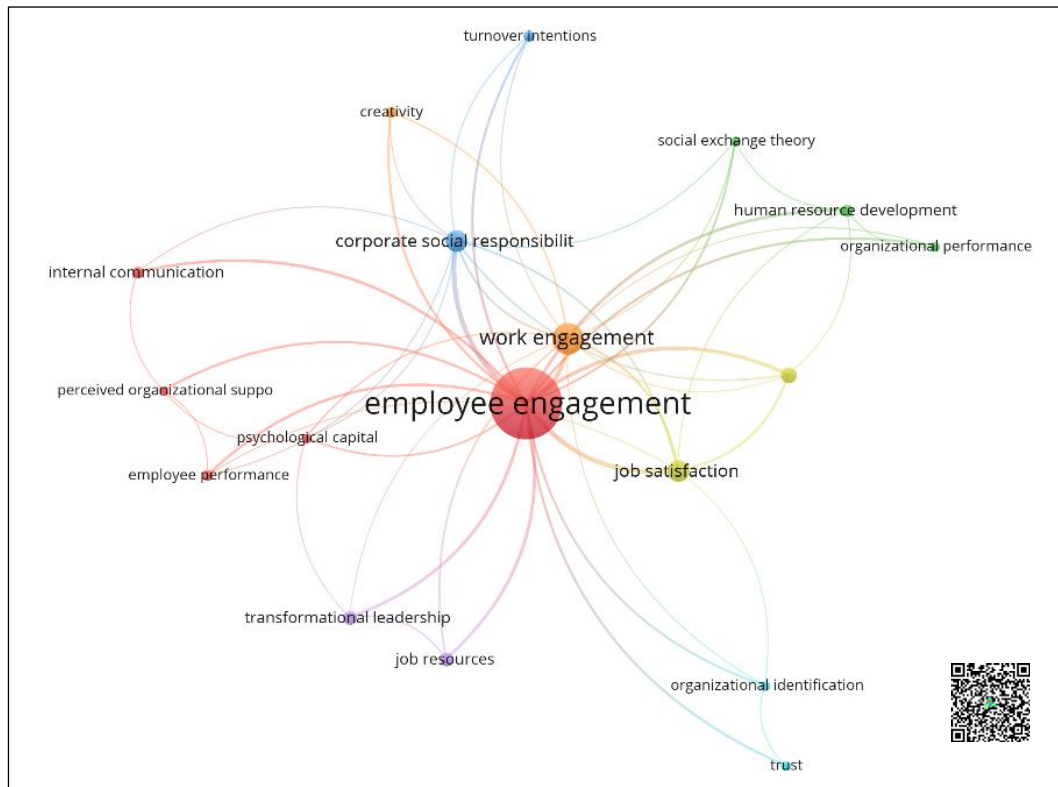 turnover intentions
creativity
social exchange theory
human resource development
corporate social responsibilit
organizational performance
internal communication
work engagement
perceived organizational suppo
employee engagement
psychological capital
employee performance
job satisfaction
transformational leadership
job resources
organizational identification
trust